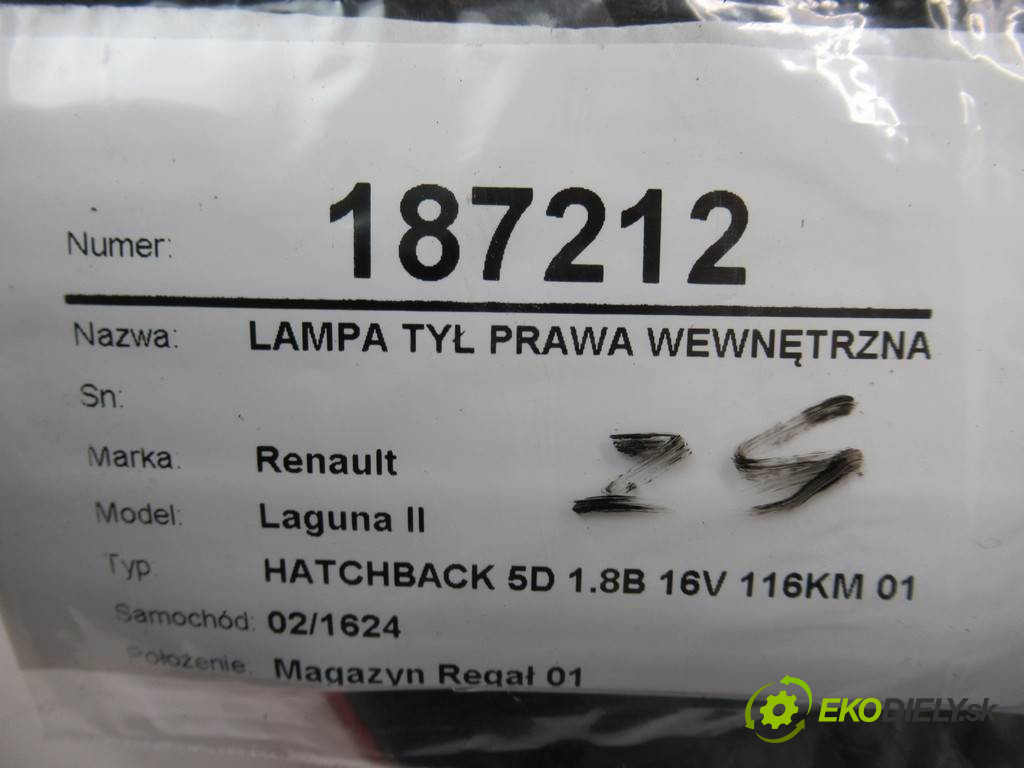 Numer: 187212
Nazwa: LAMPA TYŁ PRAWA WEWNĘTRZNA
Sn:
Marka: Renault
Model: Laguna II
Typ: HATCHBACK 5D 1.8B 16V 116KM 01
Samochód: 02/1624
Położenie: Magazyn Regał 01
EKODIELY.sk